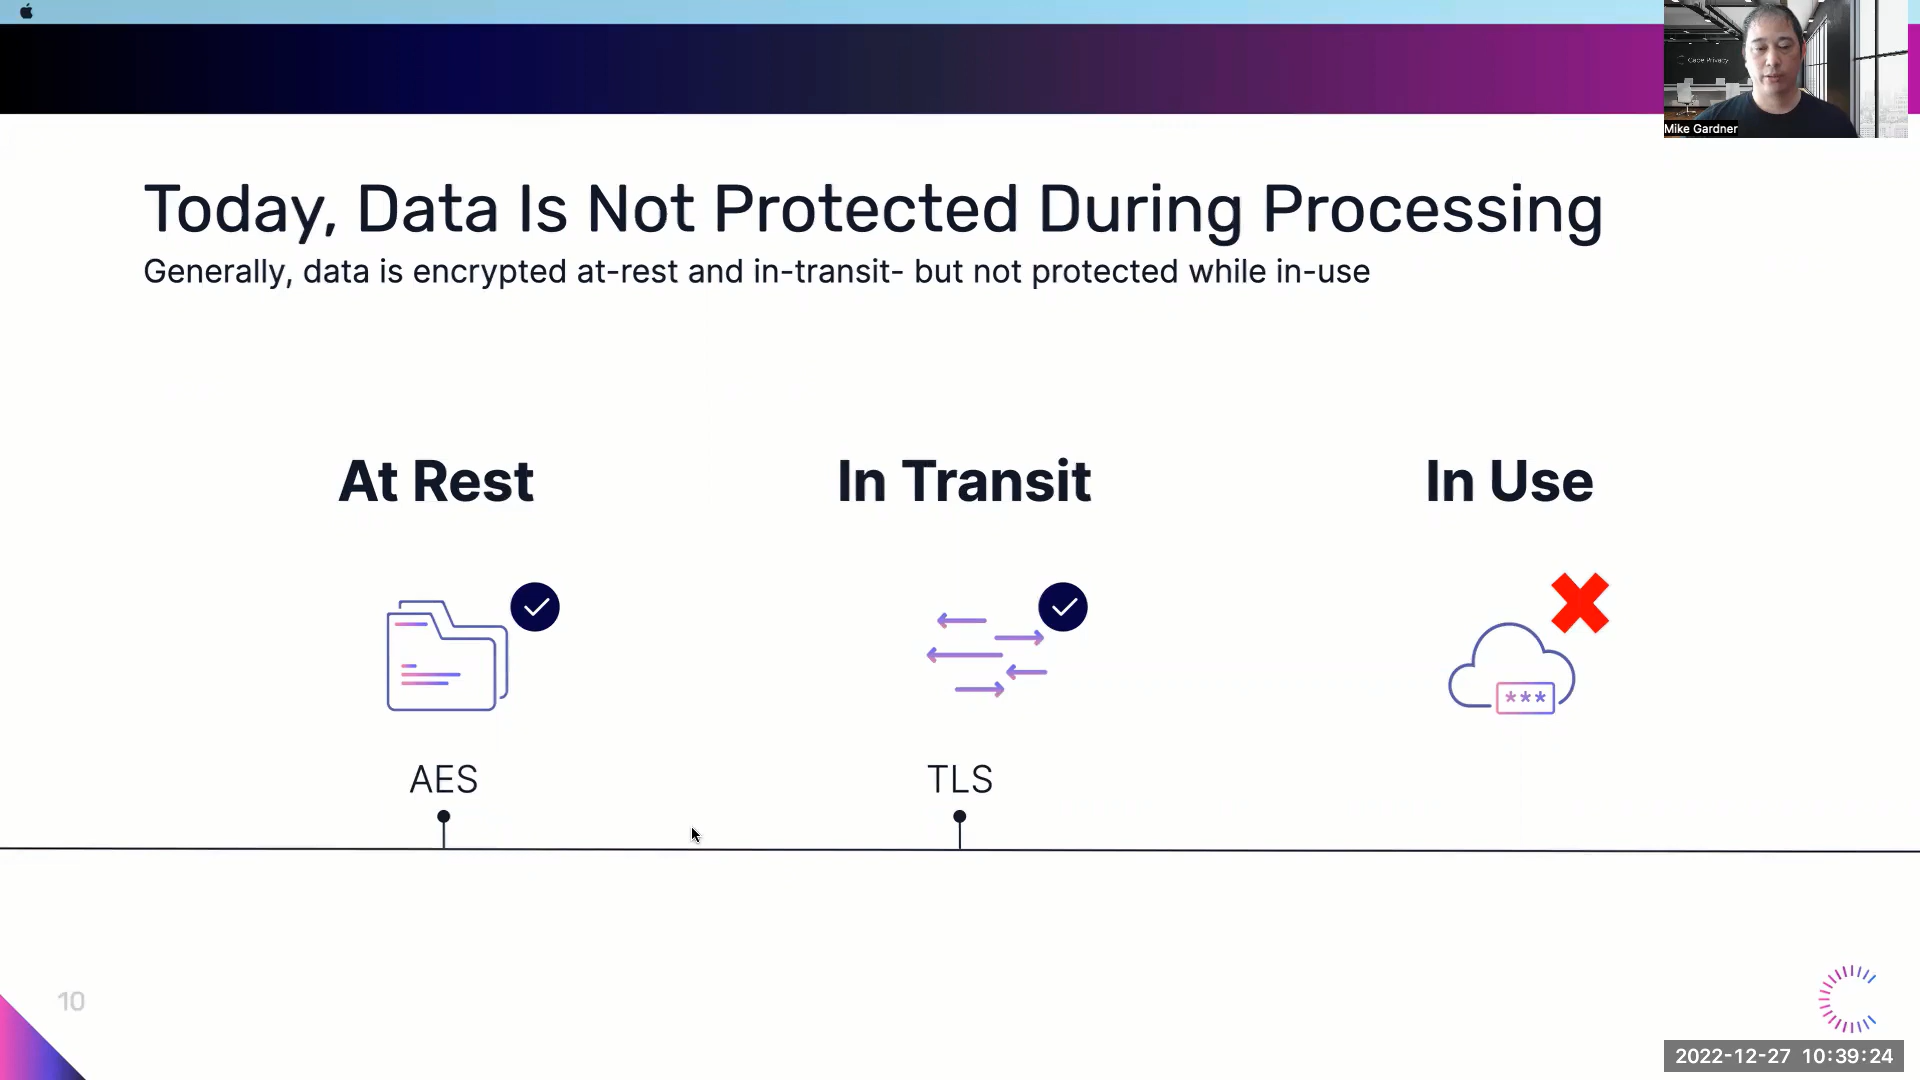 Cape Privacy
Mike Gardner
Today, Data Is Not Protected During Processing
Generally, data is encrypted at-rest and in-transit- but not protected while in-use
At Rest
In Transit
In Use
***
AES
TLS
10
2022-12-27 10:39:24